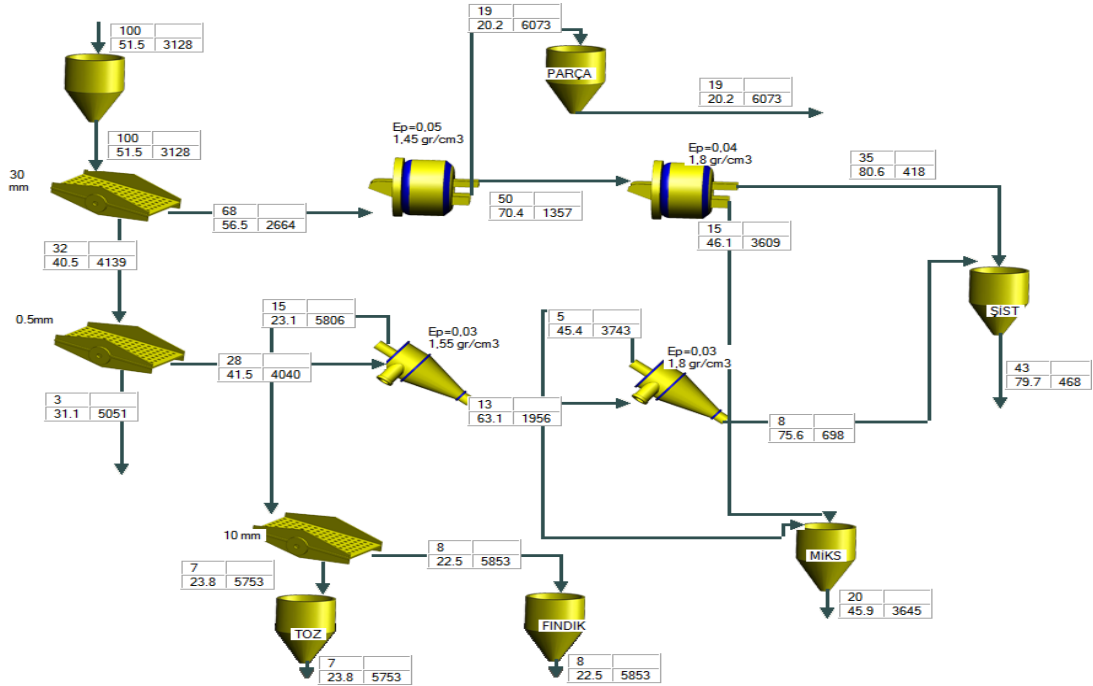 19
20.2 6073
100
51.5 3128
PARÇA
19
20.2 6073
Ep=0,05
1,45 gr/cm3
100
51.5 3128
Ep=0,04
1,8 gr/cm3
35
80.6 418
30
mm
50
70.4 1357
68
56.5 2664
15
46.1 3609
32
40.5 4139
ŞİST
0.5mm
15
23.1 5806
Ep=0,03
1,55 gr/cm3
5
45.4 3743
Ep=0,03
1,8 gr/cm3
28
41.5 4040
43
79.7 468
3
31.1 5051
13
63.1 1956
8
75.6 698
10 mm
8
22.5 5853
MİKS
7
23.8 5753
20
45.9 3645
TOZ
FINDIK
7
23.8 5753
8
22.5 5853